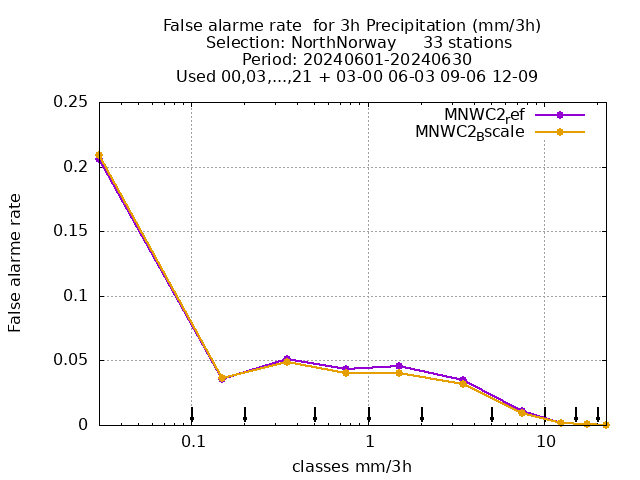 False alarme rate  for 3h Precipitation (mm/3h)
Selection: NorthNorway     33 stations
Period: 20240601-20240630
Used 00,03,...,21 + 03-00 06-03 09-06 12-09
MNWC2ref
MNWC2Bscale
0.25
0.2
0.15
0.1
0.05
0
False alarme rate
0.1 1 10
classes mm/3h